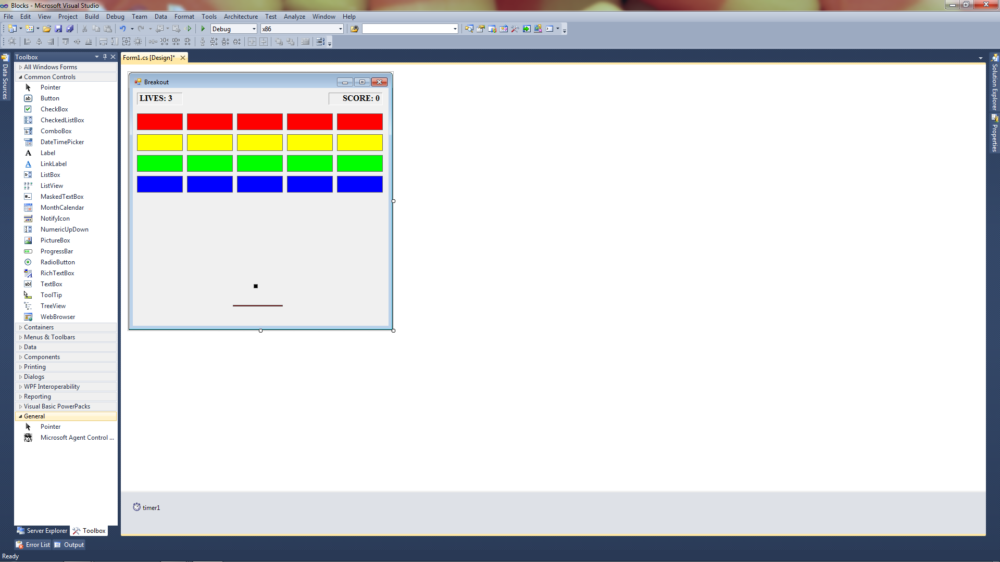 Blocks - Microsoft Visual Studio
File Edit View Project Build Debug Team Data Format Tools Architecture Test Analyze Window Help
Debug x86
Toolbox
Form1.cs [Design]*
Data Sources
Solution Explorer
Properties
All Windows Forms
Common Controls
Pointer
Button
CheckBox
CheckedListBox
ComboBox
DateTimePicker
Label
LinkLabel
ListBox
ListView
MaskedTextBox
MonthCalendar
NotifyIcon
NumericUpDown
PictureBox
ProgressBar
RadioButton
RichTextBox
TextBox
ToolTip
TreeView
WebBrowser
Containers
Menus & Toolbars
Data
Components
Printing
Dialogs
WPF Interoperability
Reporting
Visual Basic PowerPacks
General
Pointer
Microsoft Agent Control ...
Breakout
LIVES: 3
SCORE: 0
timer1
Server Explorer Toolbox
Error List Output
Ready